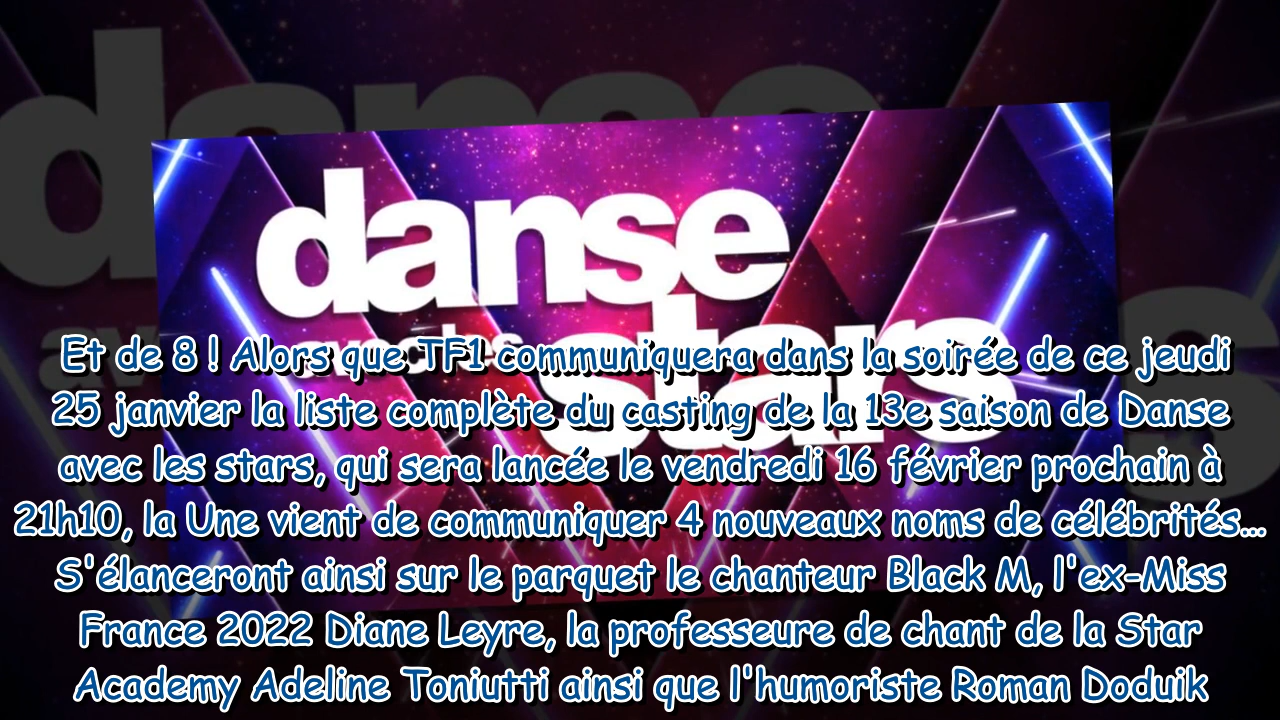 danse
avec les
stars
Et de 8 ! Alors que TF1 communiquera dans la soirée de ce jeudi
25 janvier la liste complète du casting de la 13e saison de Danse
avec les stars, qui sera lancée le vendredi 16 février prochain à
21h10, la Une vient de communiquer 4 nouveaux noms de célébrités...
S'élanceront ainsi sur le parquet le chanteur Black M, l'ex-Miss
France 2022 Diane Leyre, la professeure de chant de la Star
Academy Adeline Toniutti ainsi que l'humoriste Roman Doduik